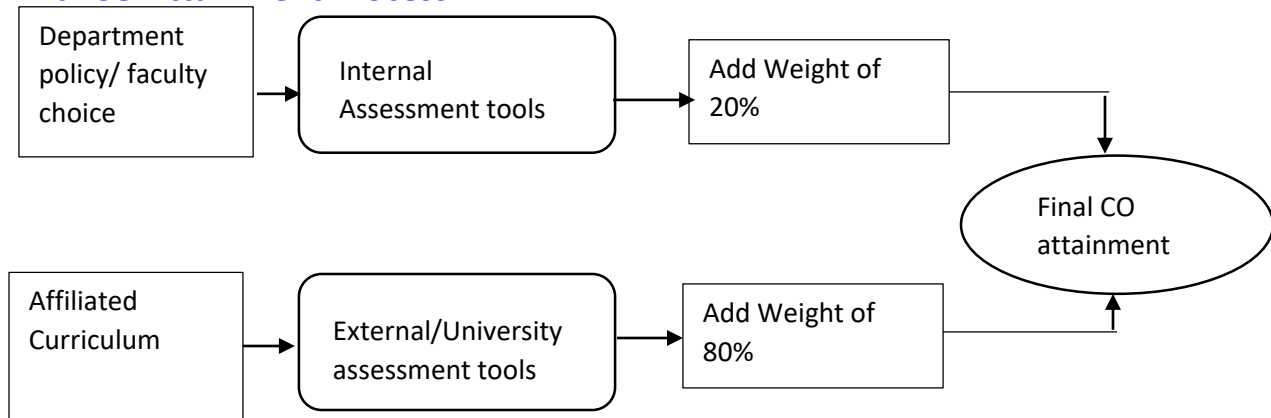 Department
policy/ faculty
choice
Internal
Assessment tools
Add Weight of
20%
Final CO
attainment
Affiliated
Curriculum
External/University
assessment tools
Add Weight of
80%